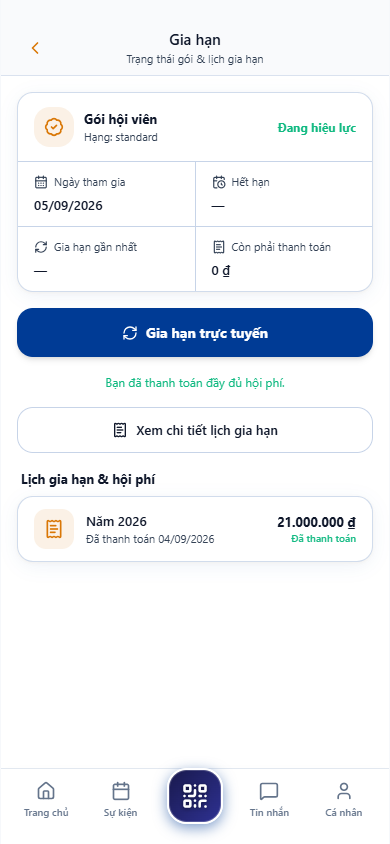 Gia hạn
Trạng thái gói & lịch gia hạn
Gói hội viên
Hạng: standard
Đang hiệu lực
Ngày tham gia
05/09/2026
Hết hạn
—
Gia hạn gần nhất
—
Còn phải thanh toán
0 ₫
Gia hạn trực tuyến
Bạn đã thanh toán đầy đủ hội phí.
Xem chi tiết lịch gia hạn
Lịch gia hạn & hội phí
Năm 2026
Đã thanh toán 04/09/2026
21.000.000 ₫
Đã thanh toán
Trang chủ
Sự kiện
Tin nhắn
Cá nhân